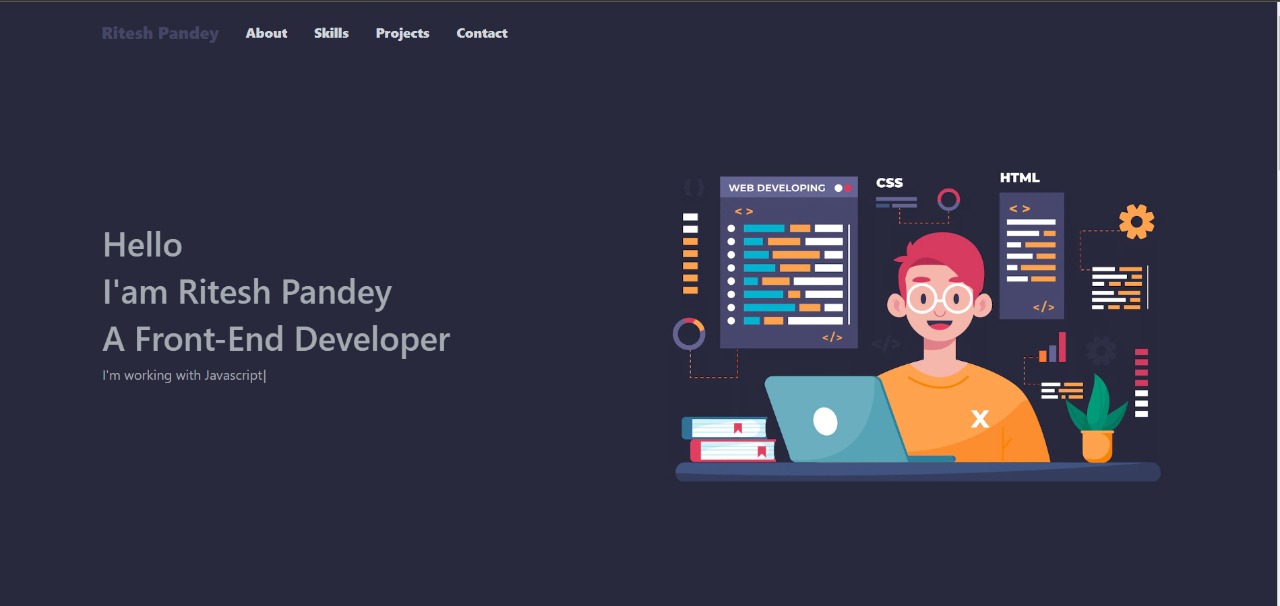 Ritesh Pandey About Skills Projects Contact
Hello
I'am Ritesh Pandey
A Front-End Developer
I'm working with Javascript|
{ }
WEB DEVELOPING
< >
</>
CSS
HTML
< >
</>
</>
X